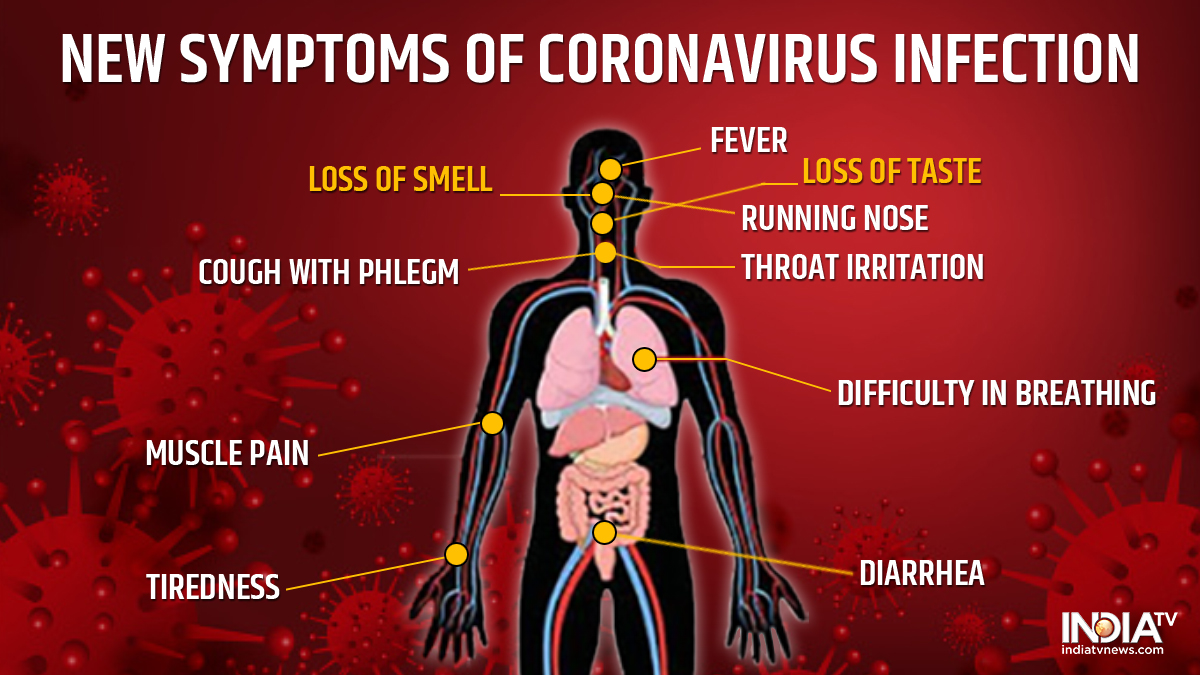 NEW SYMPTOMS OF CORONAVIRUS INFECTION
FEVER
LOSS OF SMELL
LOSS OF TASTE
RUNNING NOSE
COUGH WITH PHLEGM
THROAT IRRITATION
DIFFICULTY IN BREATHING
MUSCLE PAIN
TIREDNESS
DIARRHEA
INDIA TV
indiatvnews.com